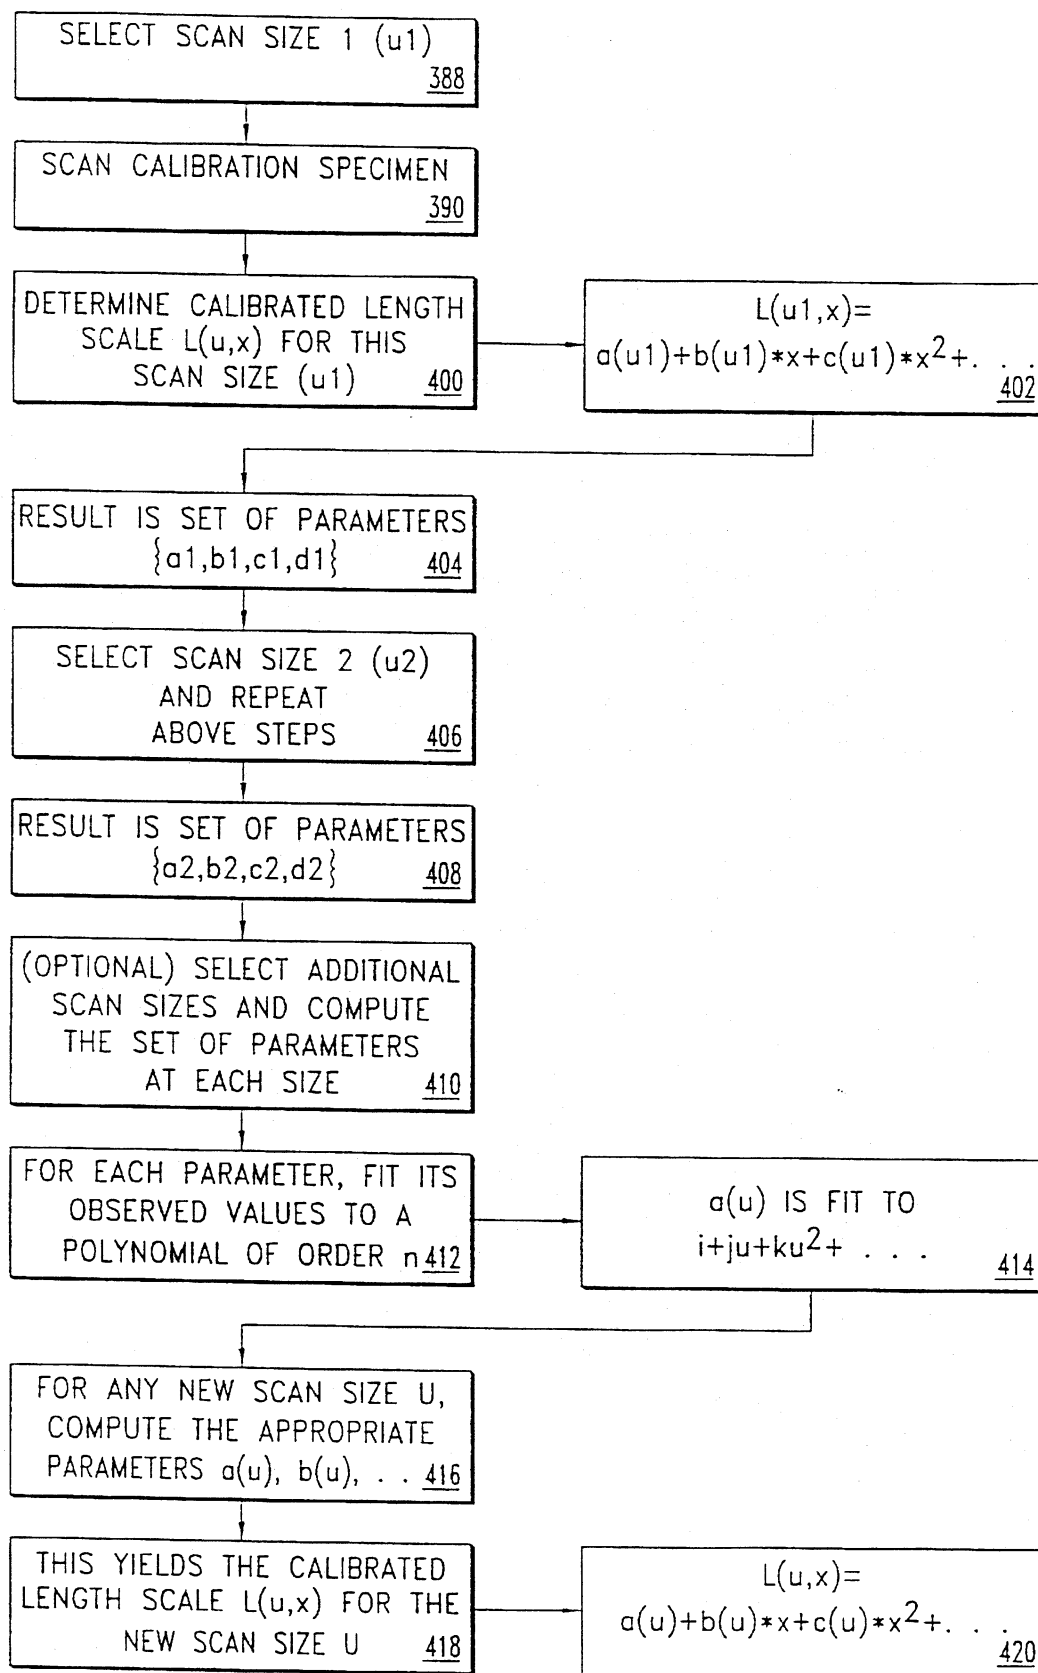 SELECT SCAN SIZE 1 (u1)
388
SCAN CALIBRATION SPECIMEN
390
DETERMINE CALIBRATED LENGTH
SCALE L(u,x) FOR THIS
SCAN SIZE (u1) 400
L(u1,x)=
a(u1)+b(u1)*x+c(u1)*x²+. . .
402
RESULT IS SET OF PARAMETERS
{a1,b1,c1,d1} 404
SELECT SCAN SIZE 2 (u2)
AND REPEAT
ABOVE STEPS 406
RESULT IS SET OF PARAMETERS
{a2,b2,c2,d2} 408
(OPTIONAL) SELECT ADDITIONAL
SCAN SIZES AND COMPUTE
THE SET OF PARAMETERS
AT EACH SIZE 410
FOR EACH PARAMETER, FIT ITS
OBSERVED VALUES TO A
POLYNOMIAL OF ORDER n 412
a(u) IS FIT TO
i+ju+ku²+ . . .
414
FOR ANY NEW SCAN SIZE U,
COMPUTE THE APPROPRIATE
PARAMETERS a(u), b(u), . . 416
THIS YIELDS THE CALIBRATED
LENGTH SCALE L(u,x) FOR THE
NEW SCAN SIZE U 418
L(u,x)=
a(u)+b(u)*x+c(u)*x²+. . .
420